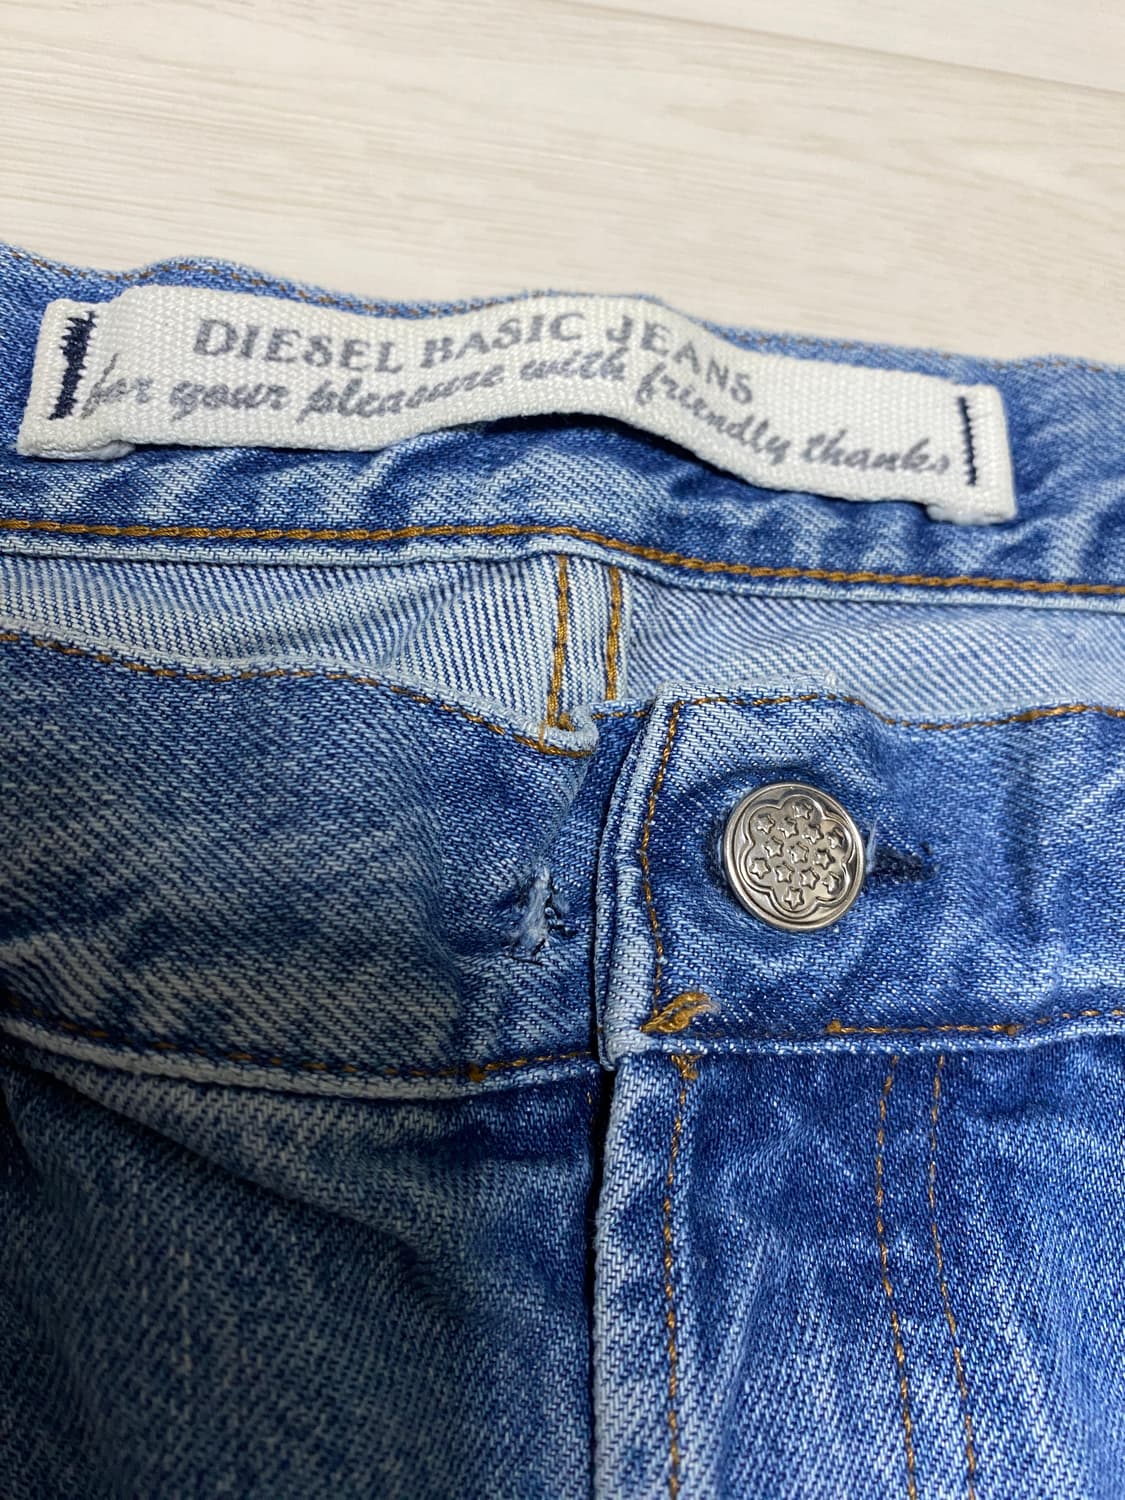 DIESEL BASIC JEANS
for your pleasure with friendly thanks